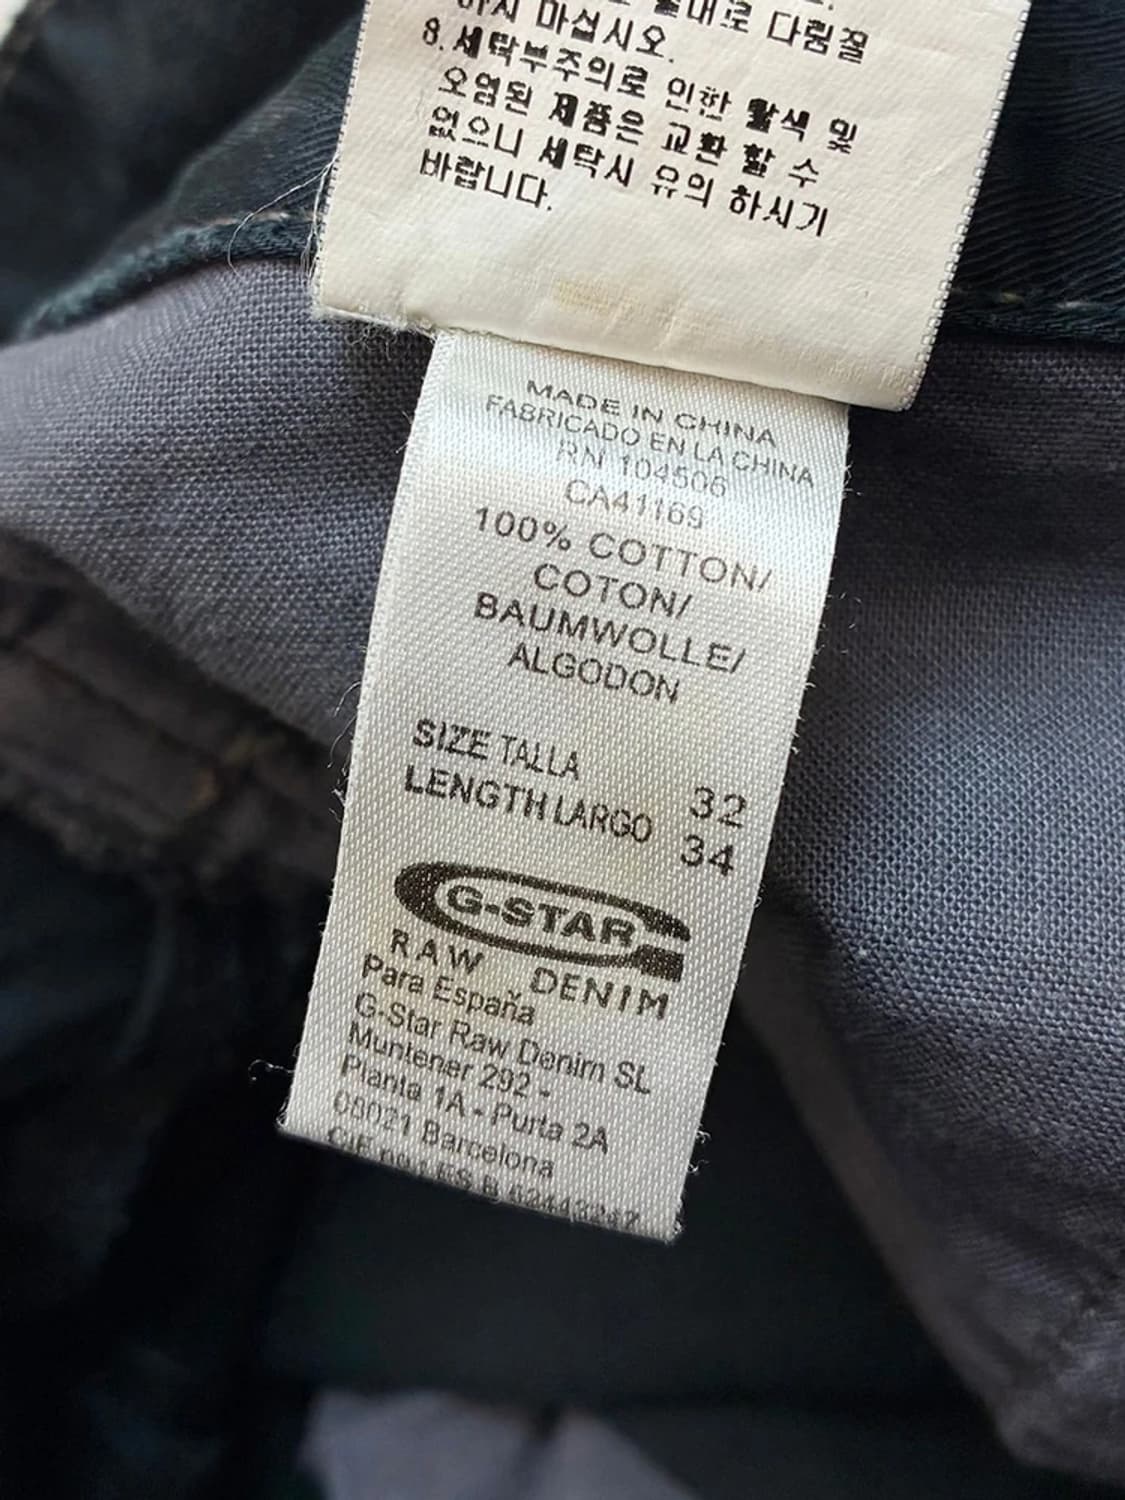 대로 다림질
하지 마십시오.
8.세탁부주의로 인한 탈색 및
오염된 제품은 교환 할 수
없으니 세탁시 유의 하시기
바랍니다.
MADE IN CHINA
FABRICADO EN LA CHINA
RN 104506
CA41169
100% COTTON/
COTON/
BAUMWOLLE/
ALGODON
SIZE TALLA 32
LENGTH LARGO 34
G-STAR
RAW DENIM
Para España
G-Star Raw Denim SL
Muntener 292 -
Planta 1A - Purta 2A
08021 Barcelona